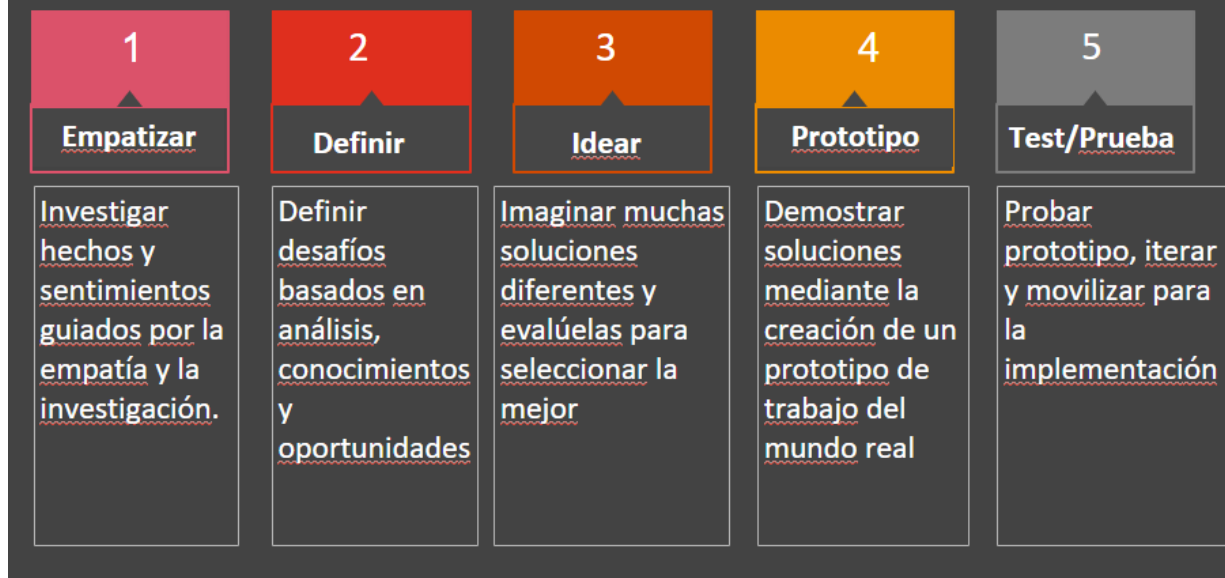 1
Empatizar
Investigar
hechos y
sentimientos
guiados por la
empatía y la
investigación.
2
Definir
Definir
desafíos
basados en
análisis,
conocimientos
y
oportunidades
3
Idear
Imaginar muchas
soluciones
diferentes y
evalúelas para
seleccionar la
mejor
4
Prototipo
Demostrar
soluciones
mediante la
creación de un
prototipo de
trabajo del
mundo real
5
Test/Prueba
Probar
prototipo, iterar
y movilizar para
la
implementación